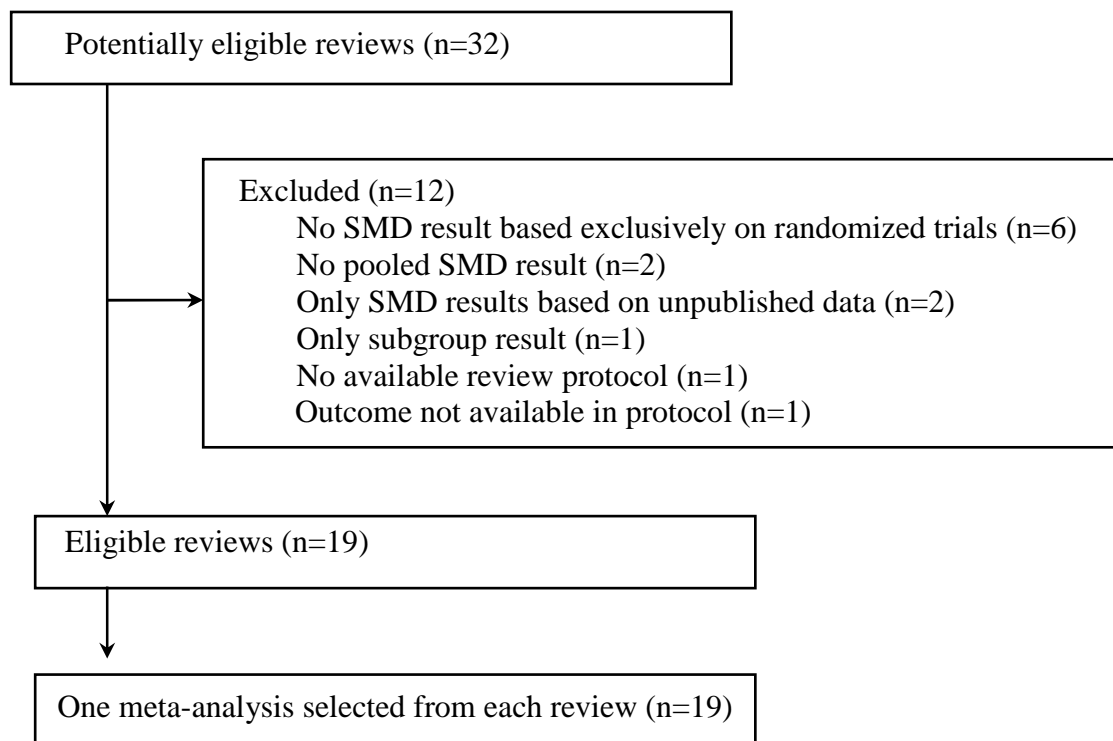 Potentially eligible reviews (n=32)
Excluded (n=12)
No SMD result based exclusively on randomized trials (n=6)
No pooled SMD result (n=2)
Only SMD results based on unpublished data (n=2)
Only subgroup result (n=1)
No available review protocol (n=1)
Outcome not available in protocol (n=1)
Eligible reviews (n=19)
One meta-analysis selected from each review (n=19)